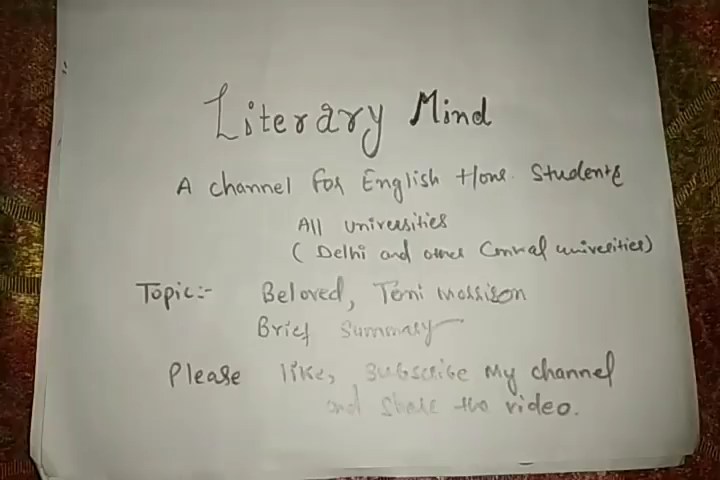 Literary Mind
A channel for English Hons. Students
All universities
( Delhi and other Central universities)
Topic:- Beloved, Toni Morrison
Brief Summary
Please like, subscribe My channel
and share the video.